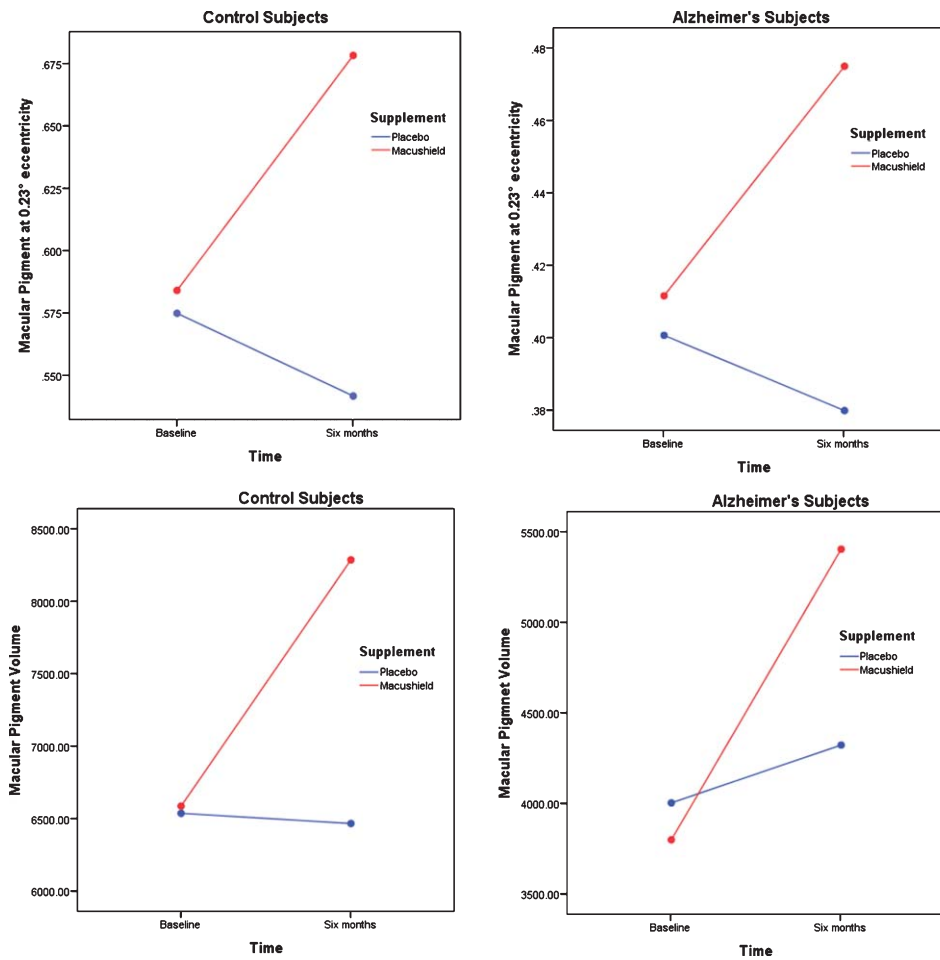 Control Subjects
Macular Pigment at 0.23° eccentricity
.675
.650
.625
.600
.575
.550
Supplement
Placebo
Macushield
Baseline
Six months
Time
Alzheimer's Subjects
Macular Pigment at 0.23° eccentricity
.48
.46
.44
.42
.40
.38
Supplement
Placebo
Macushield
Baseline
Six months
Time
Control Subjects
Macular Pigment Volume
8500.00
8000.00
7500.00
7000.00
6500.00
6000.00
Supplement
Placebo
Macushield
Baseline
Six months
Time
Alzheimer's Subjects
Macular Pigmnet Volume
5500.00
5000.00
4500.00
4000.00
3500.00
Supplement
Placebo
Macushield
Baseline
Six months
Time